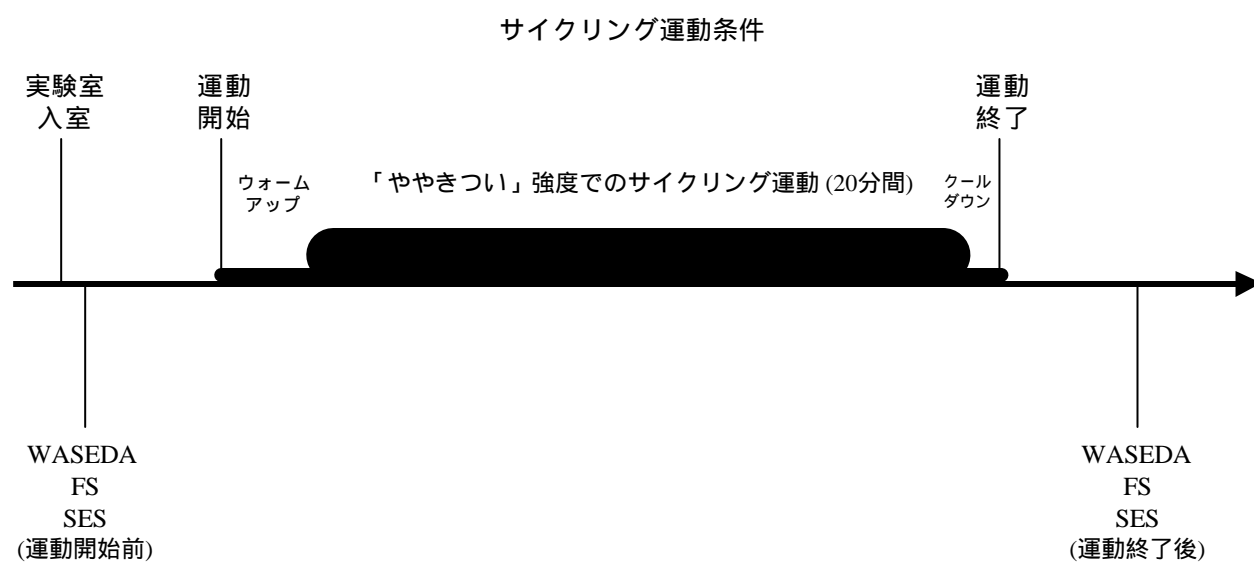 サイクリング運動条件
実験室
入室
運動
開始
運動
終了
ウォーム
アップ
「ややきつい」強度でのサイクリング運動 (20分間)
クール
ダウン
WASEDA
FS
SES
(運動開始前)
WASEDA
FS
SES
(運動終了後)